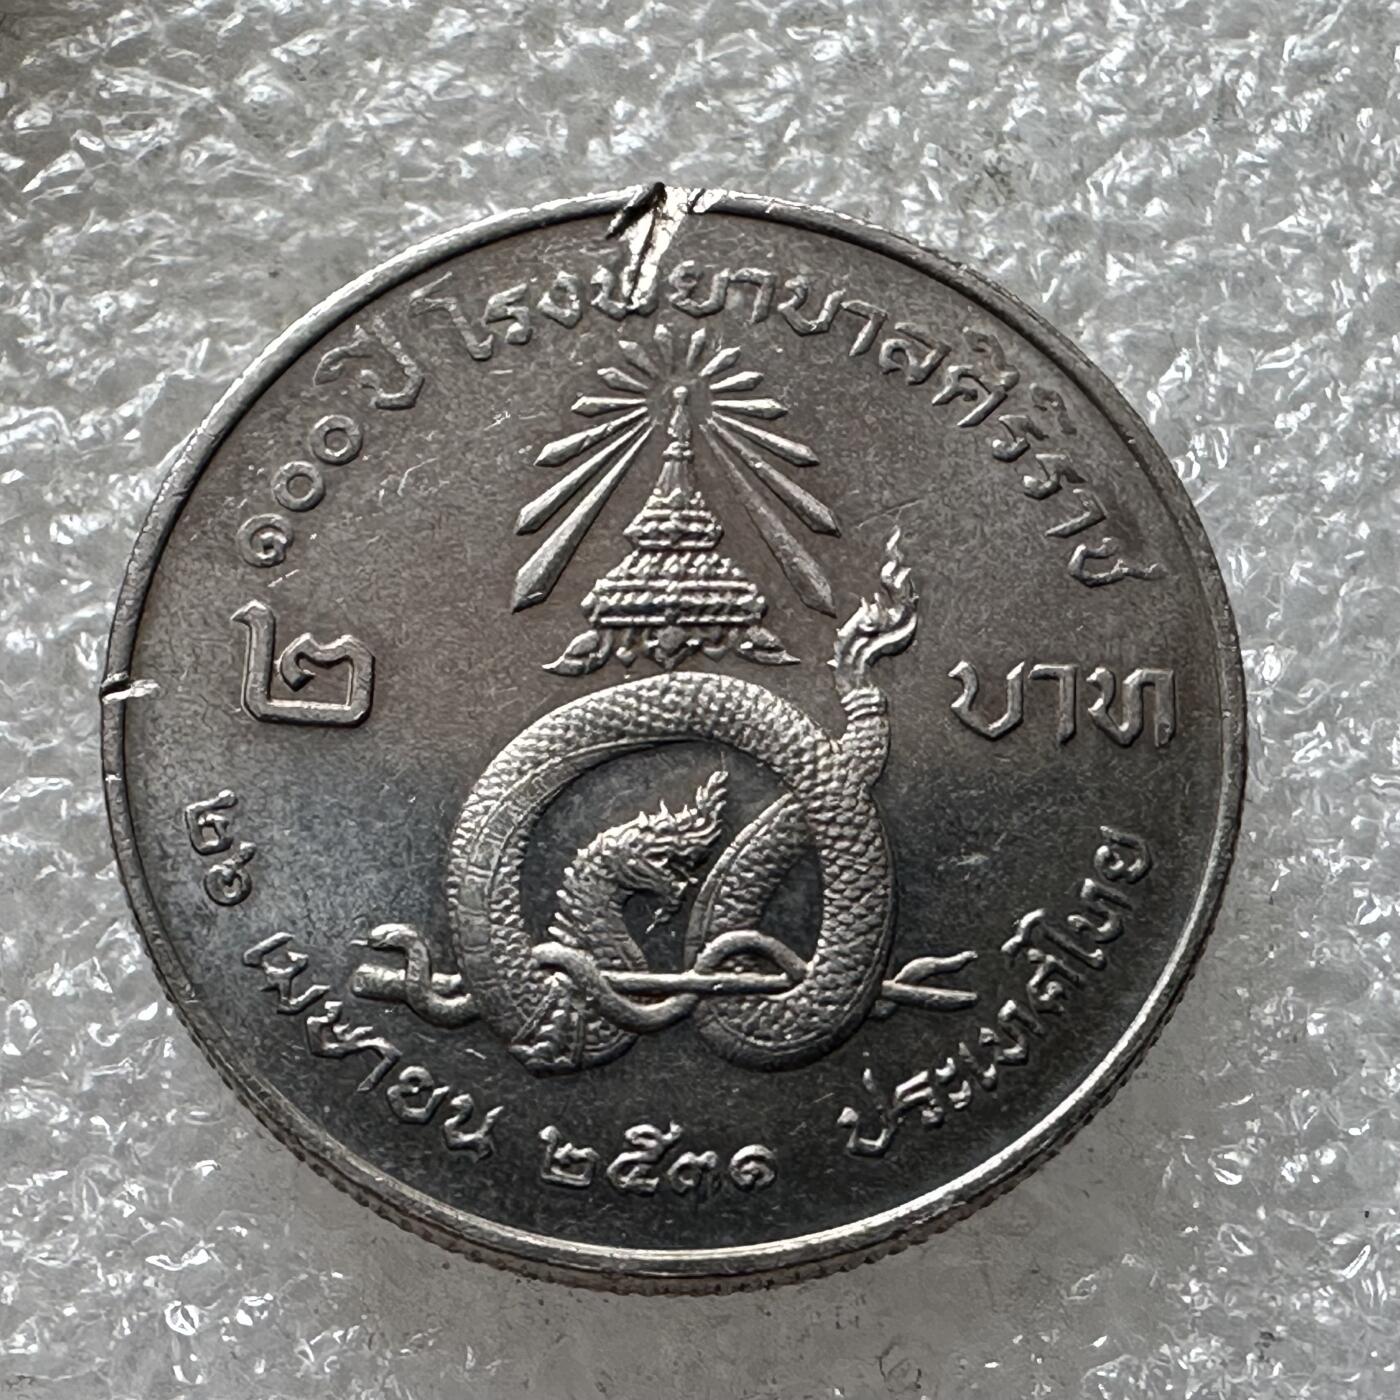 ๑๐๐ ปี โรงพยาบาลศิริราช
๒ บาท
๒๖ เมษายน ๒๕๓๑ ประเทศไทย